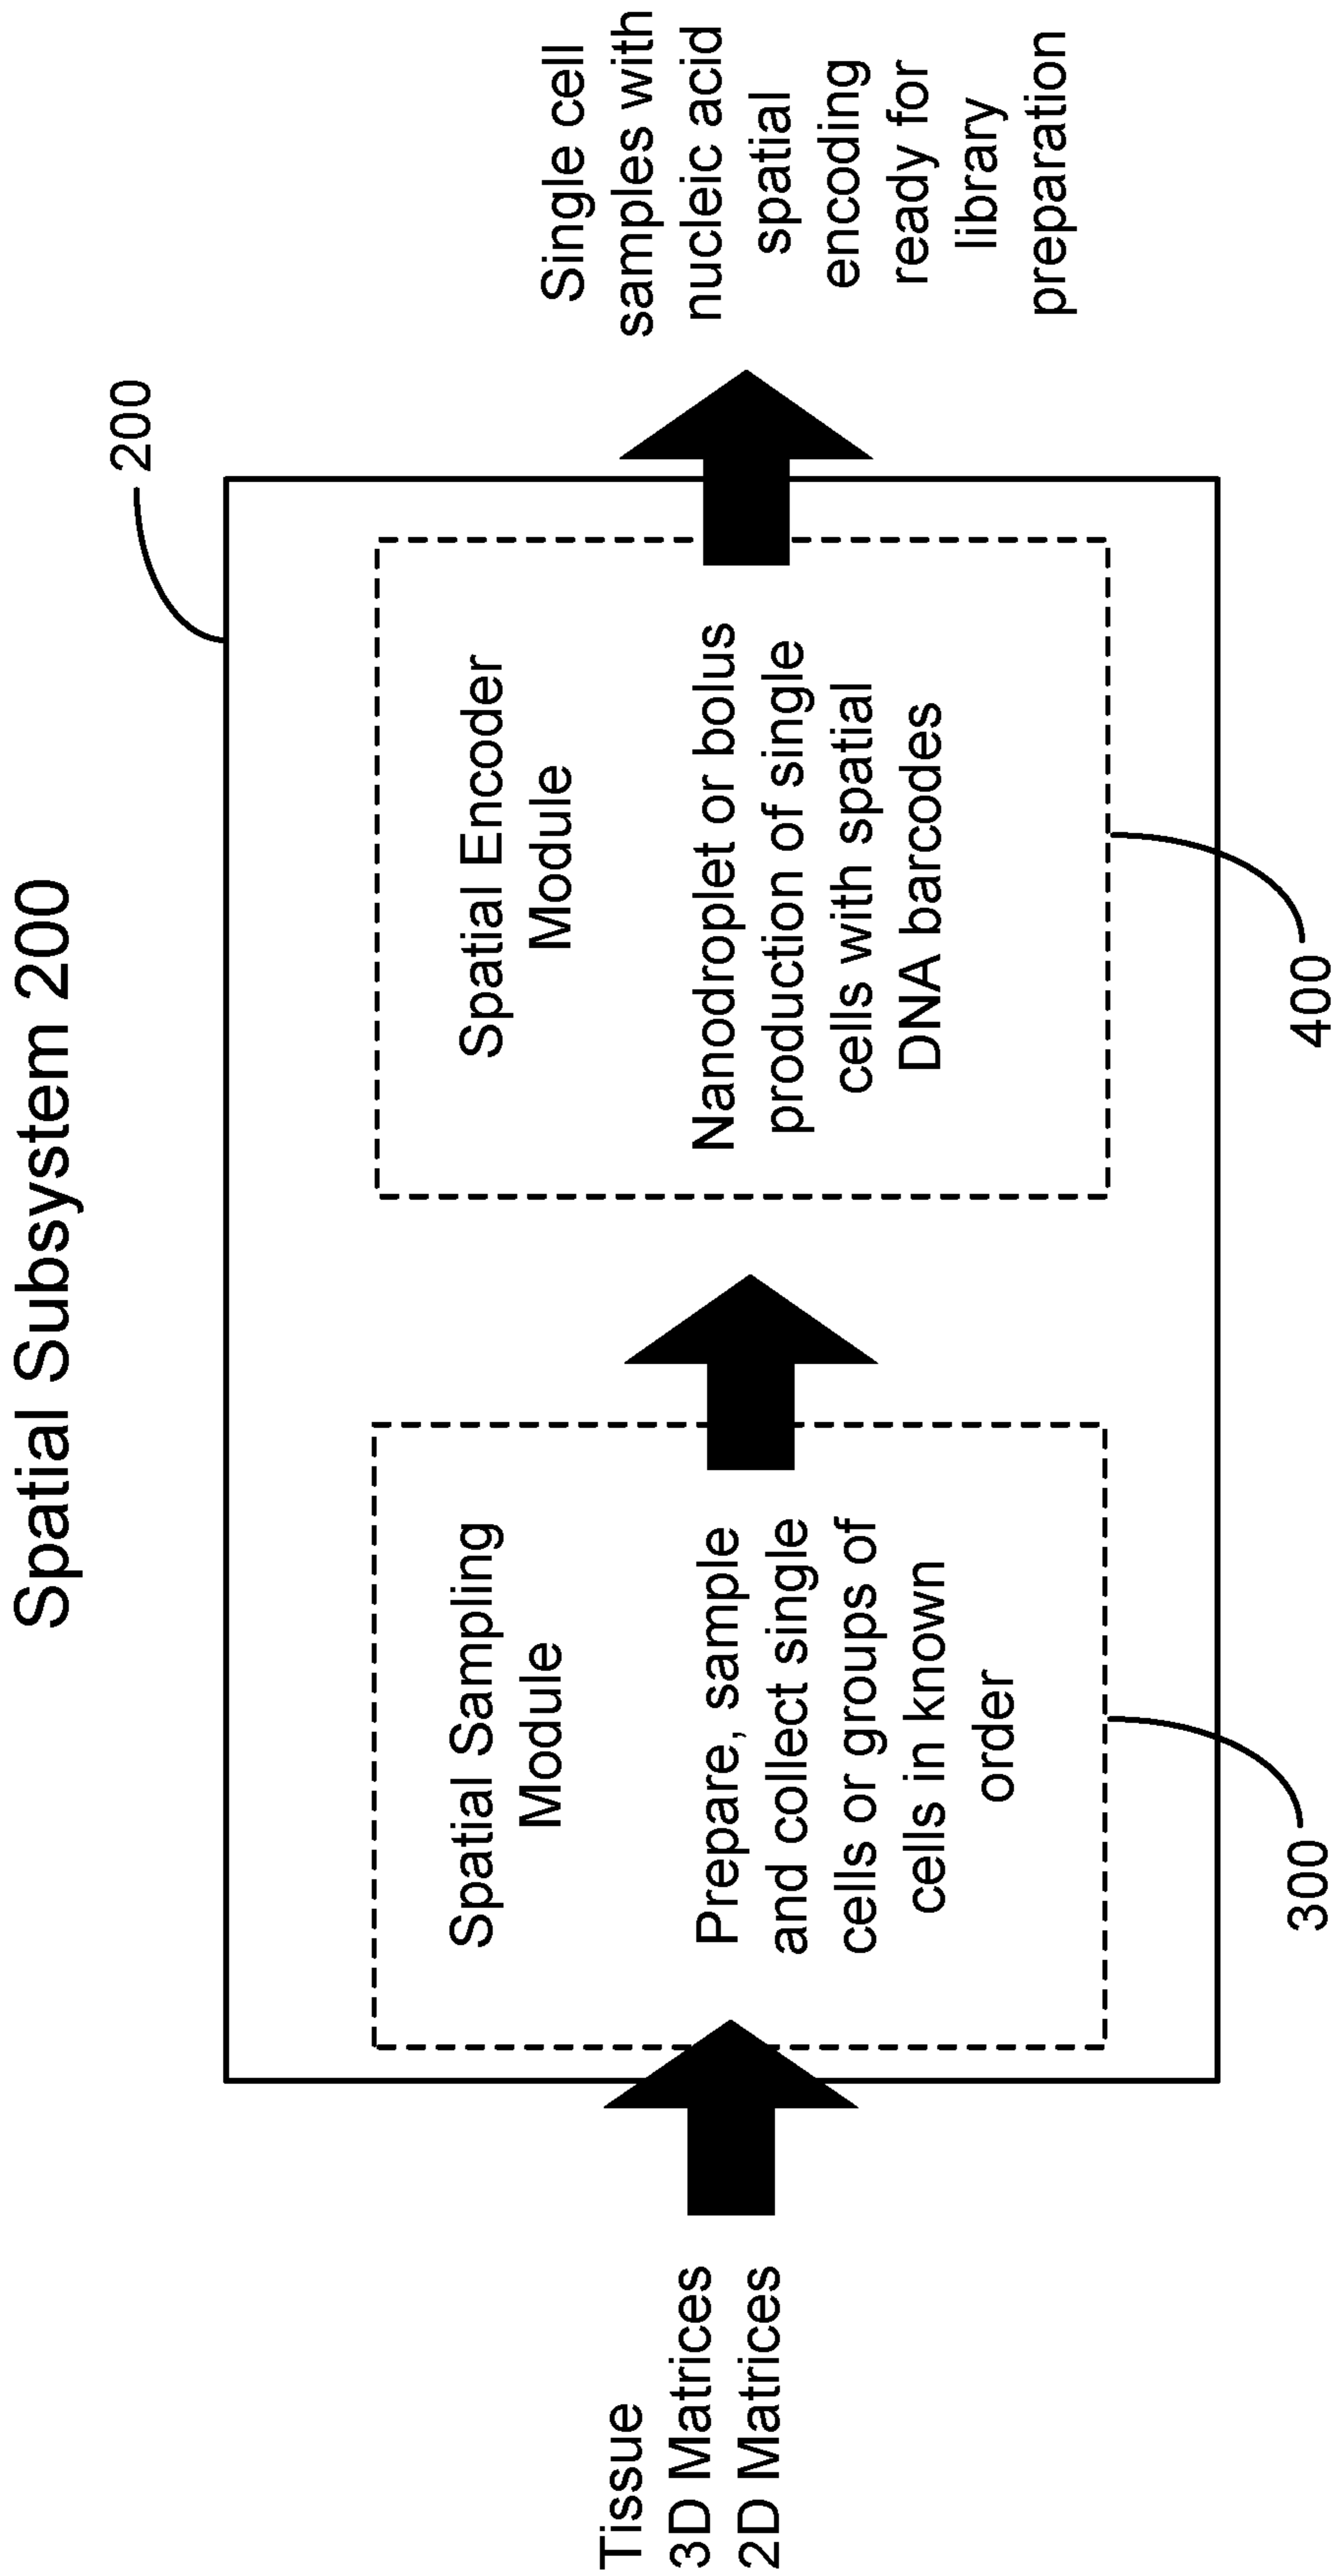 Spatial Subsystem 200
200
Tissue
3D Matrices
2D Matrices
Spatial Sampling
Module
Prepare, sample
and collect single
cells or groups of
cells in known
order
300
Spatial Encoder
Module
Nanodroplet or bolus
production of single
cells with spatial
DNA barcodes
400
Single cell
samples with
nucleic acid
spatial
encoding
ready for
library
preparation